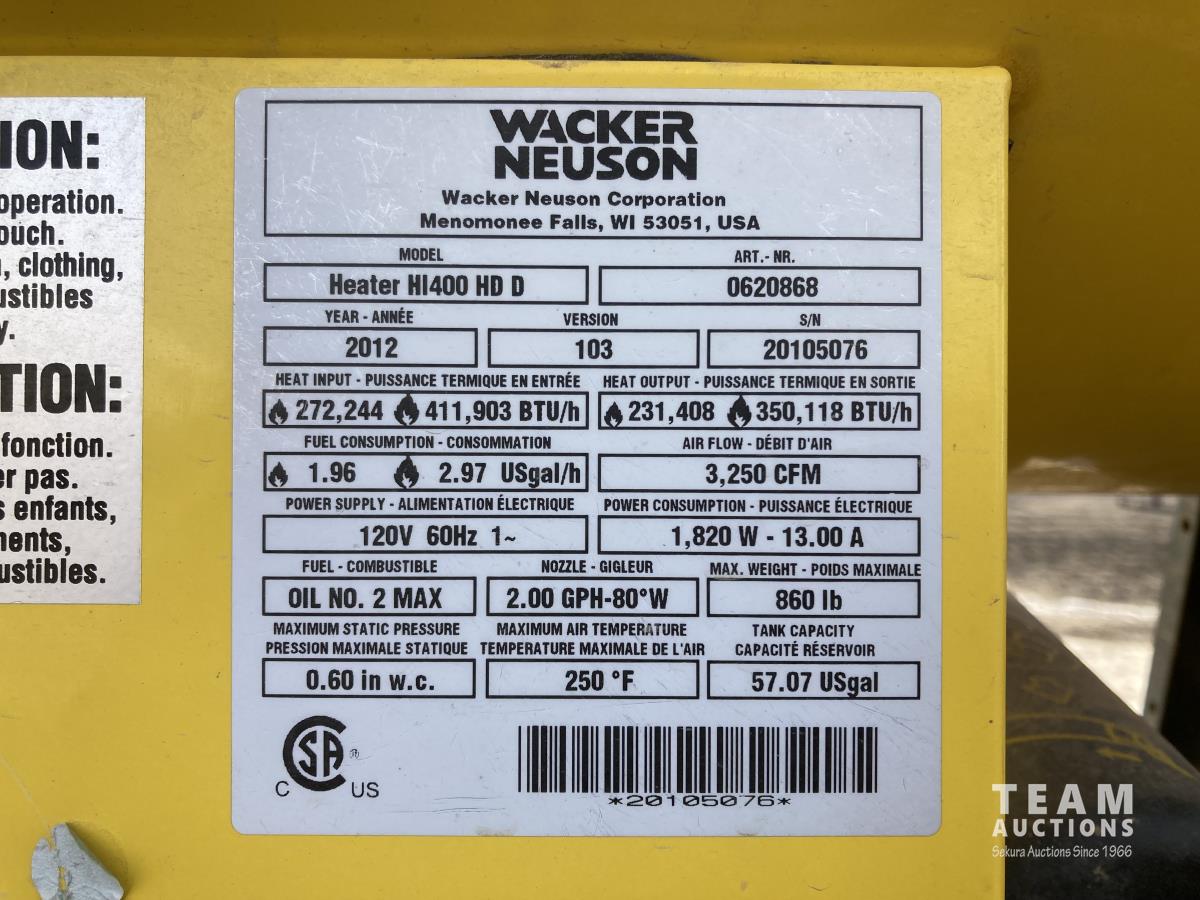 ION:
operation.
ouch.
, clothing,
ustibles
y.
TION:
fonction.
er pas.
s enfants,
nents,
ustibles.
WACKER
NEUSON
Wacker Neuson Corporation
Menomonee Falls, WI 53051, USA
MODEL ART.- NR.
Heater HI400 HD D 0620868
YEAR - ANNÉE VERSION S/N
2012 103 20105076
HEAT INPUT - PUISSANCE TERMIQUE EN ENTRÉE HEAT OUTPUT - PUISSANCE TERMIQUE EN SORTIE
272,244 411,903 BTU/h 231,408 350,118 BTU/h
FUEL CONSUMPTION - CONSOMMATION AIR FLOW - DÉBIT D'AIR
1.96 2.97 USgal/h 3,250 CFM
POWER SUPPLY - ALIMENTATION ÉLECTRIQUE POWER CONSUMPTION - PUISSANCE ÉLECTRIQUE
120V 60Hz 1~ 1,820 W - 13.00 A
FUEL - COMBUSTIBLE NOZZLE - GIGLEUR MAX. WEIGHT - POIDS MAXIMALE
OIL NO. 2 MAX 2.00 GPH-80°W 860 lb
MAXIMUM STATIC PRESSURE MAXIMUM AIR TEMPERATURE TANK CAPACITY
PRESSION MAXIMALE STATIQUE TEMPERATURE MAXIMALE DE L'AIR CAPACITÉ RÉSERVOIR
0.60 in w.c. 250 °F 57.07 USgal
CSA ®
C US
*20105076*
TEAM
AUCTIONS
Sekura Auctions Since 1966